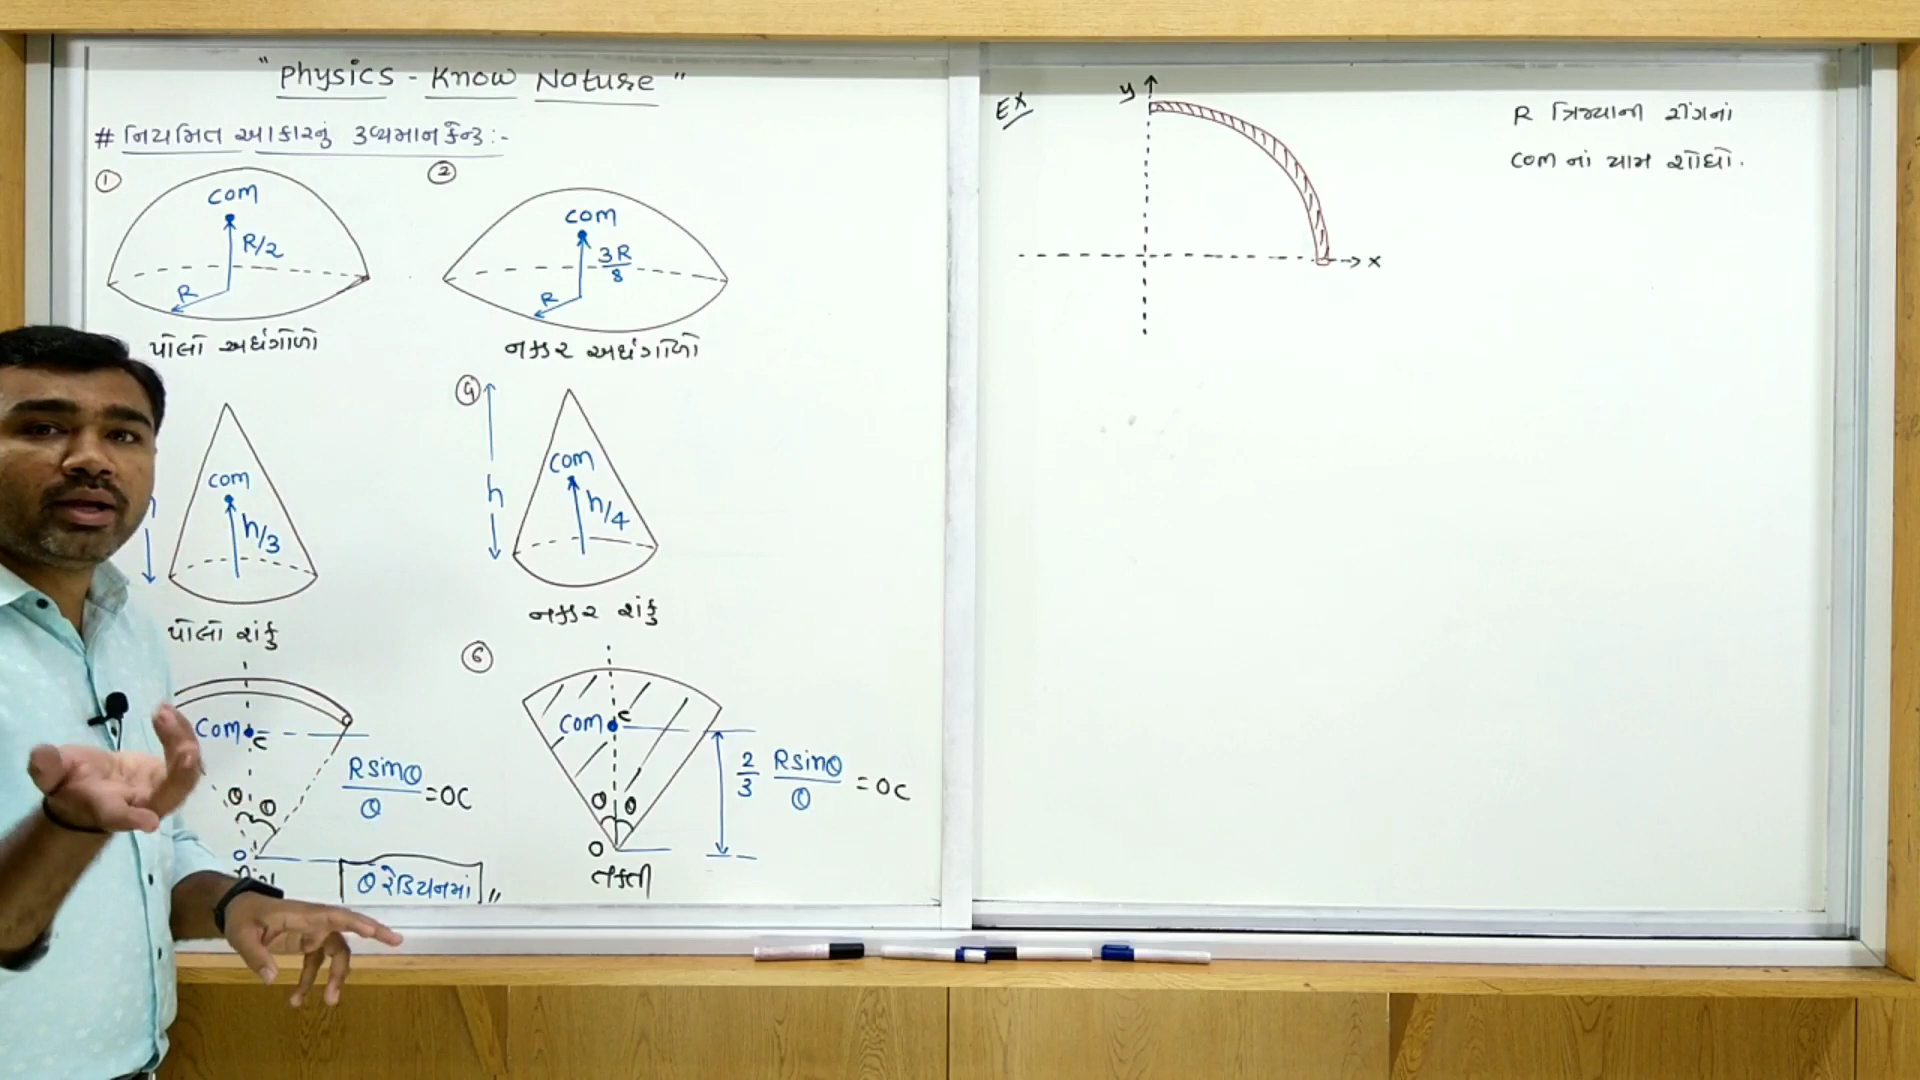 "Physics - Know Nature"
# નિયમિત આકારનું દ્રવ્યમાન કેન્દ્ર :-
①
com
R/2
R
પોલો અર્ધગોળો
②
com
3R/8
R
નક્કર અર્ધગોળો
com
h/3
પોલો શંકુ
④
h
com
h/4
નક્કર શંકુ
com
c
θ θ
Rsinθ/θ = OC
O
θ રેડિયનમાં
⑥
com c
θ θ
2/3 Rsinθ/θ = OC
O
તકતી
Ex
y
x
R ત્રિજ્યાની રીંગનાં
com નાં યામ શોધો.